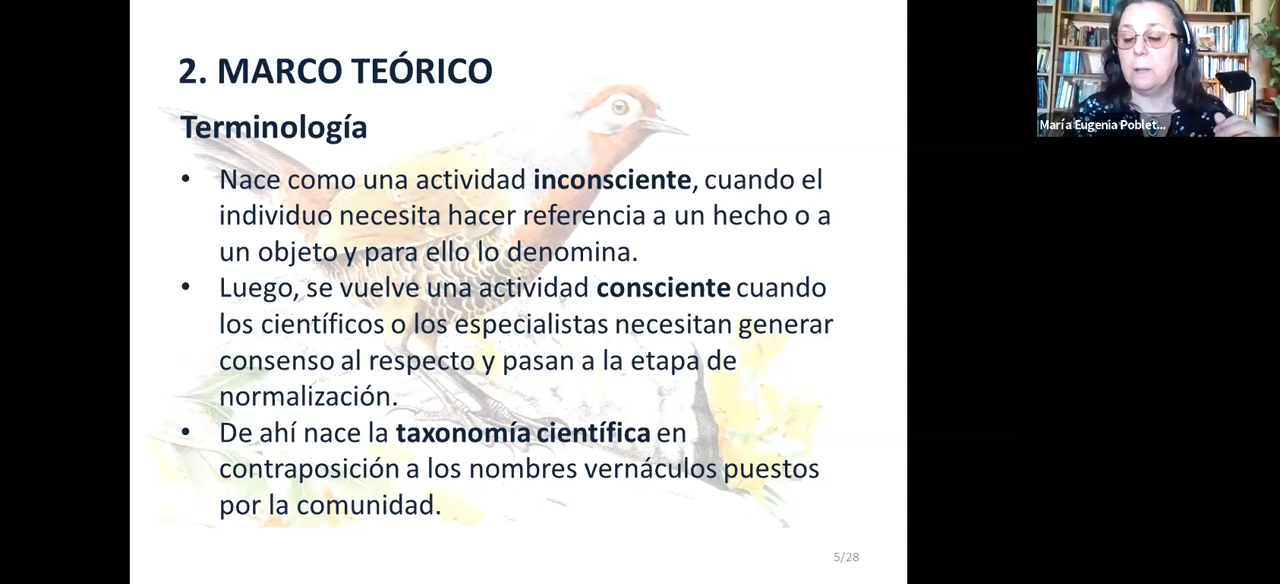 2. MARCO TEÓRICO
Terminología
• Nace como una actividad inconsciente, cuando el
individuo necesita hacer referencia a un hecho o a
un objeto y para ello lo denomina.
• Luego, se vuelve una actividad consciente cuando
los científicos o los especialistas necesitan generar
consenso al respecto y pasan a la etapa de
normalización.
• De ahí nace la taxonomía científica en
contraposición a los nombres vernáculos puestos
por la comunidad.
5/28
María Eugenia Poblet...